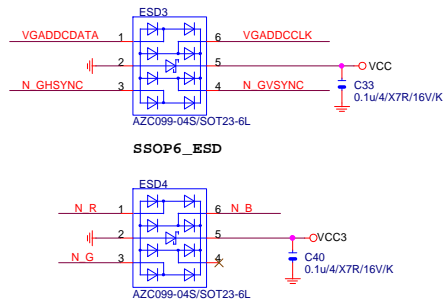 ESD3
VGADDCDATA 1 6 VGADDCCLK
2 5 VCC
N_GHSYNC 3 4 N_GVSYNC
C33
0.1u/4/X7R/16V/K
AZC099-04S/SOT23-6L
SSOP6_ESD
ESD4
N_R 1 6 N_B
2 5 VCC3
N_G 3 4
C40
0.1u/4/X7R/16V/K
AZC099-04S/SOT23-6L